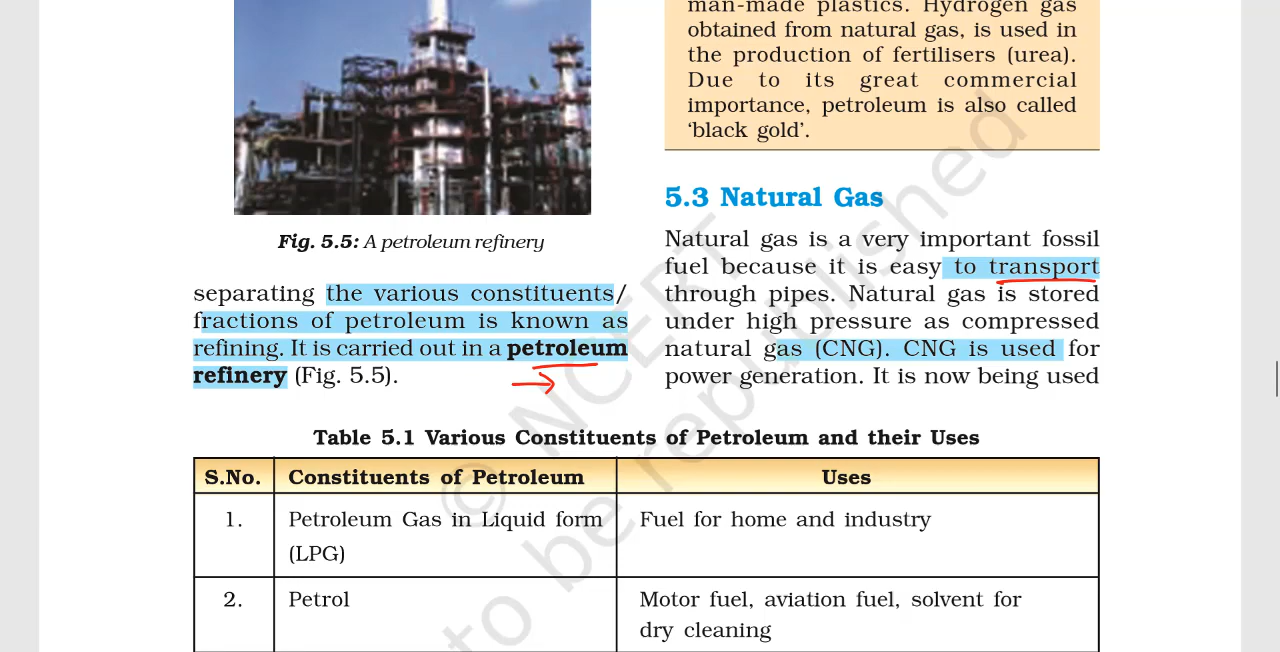 man-made plastics. Hydrogen gas
obtained from natural gas, is used in
the production of fertilisers (urea).
Due to its great commercial
importance, petroleum is also called
‘black gold’.
Fig. 5.5: A petroleum refinery
separating the various constituents/
fractions of petroleum is known as
refining. It is carried out in a petroleum
refinery (Fig. 5.5).
5.3 Natural Gas
Natural gas is a very important fossil
fuel because it is easy to transport
through pipes. Natural gas is stored
under high pressure as compressed
natural gas (CNG). CNG is used for
power generation. It is now being used
Table 5.1 Various Constituents of Petroleum and their Uses
S.No. Constituents of Petroleum Uses
1. Petroleum Gas in Liquid form Fuel for home and industry
(LPG)
2. Petrol Motor fuel, aviation fuel, solvent for
dry cleaning
© NCERT
to be republished